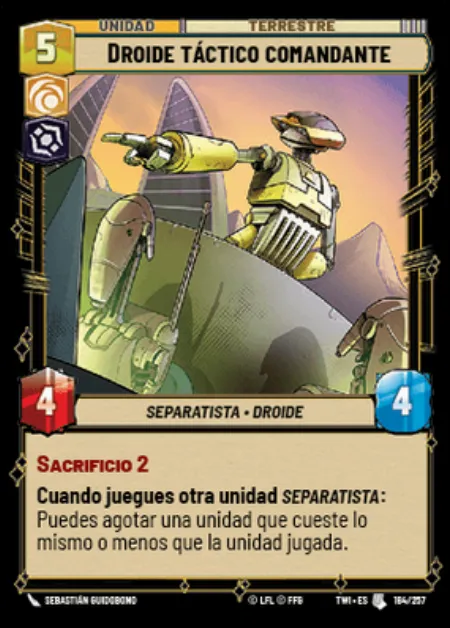 UNIDAD TERRESTRE
5 DROIDE TÁCTICO COMANDANTE
4 SEPARATISTA • DROIDE 4
SACRIFICIO 2
Cuando juegues otra unidad SEPARATISTA:
Puedes agotar una unidad que cueste lo
mismo o menos que la unidad jugada.
SEBASTIÁN GUIDOBONO © LFL © FFG TWI • ES 184/257